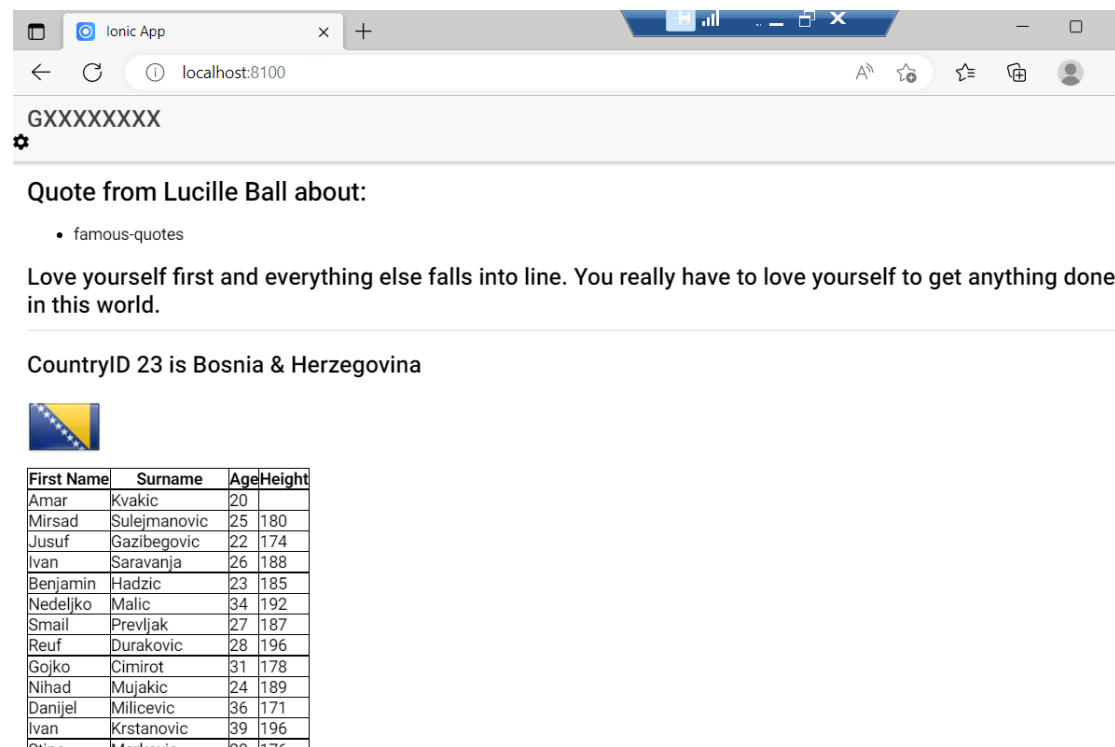 Ionic App
localhost:8100
GXXXXXXXX
Quote from Lucille Ball about:
famous-quotes
Love yourself first and everything else falls into line. You really have to love yourself to get anything done
in this world.
CountryID 23 is Bosnia & Herzegovina
First Name Surname Age Height
Amar Kvakic 20
Mirsad Sulejmanovic 25 180
Jusuf Gazibegovic 22 174
Ivan Saravanja 26 188
Benjamin Hadzic 23 185
Nedeljko Malic 34 192
Smail Prevljak 27 187
Reuf Durakovic 28 196
Gojko Cimirot 31 178
Nihad Mujakic 24 189
Danijel Milicevic 36 171
Ivan Krstanovic 39 196